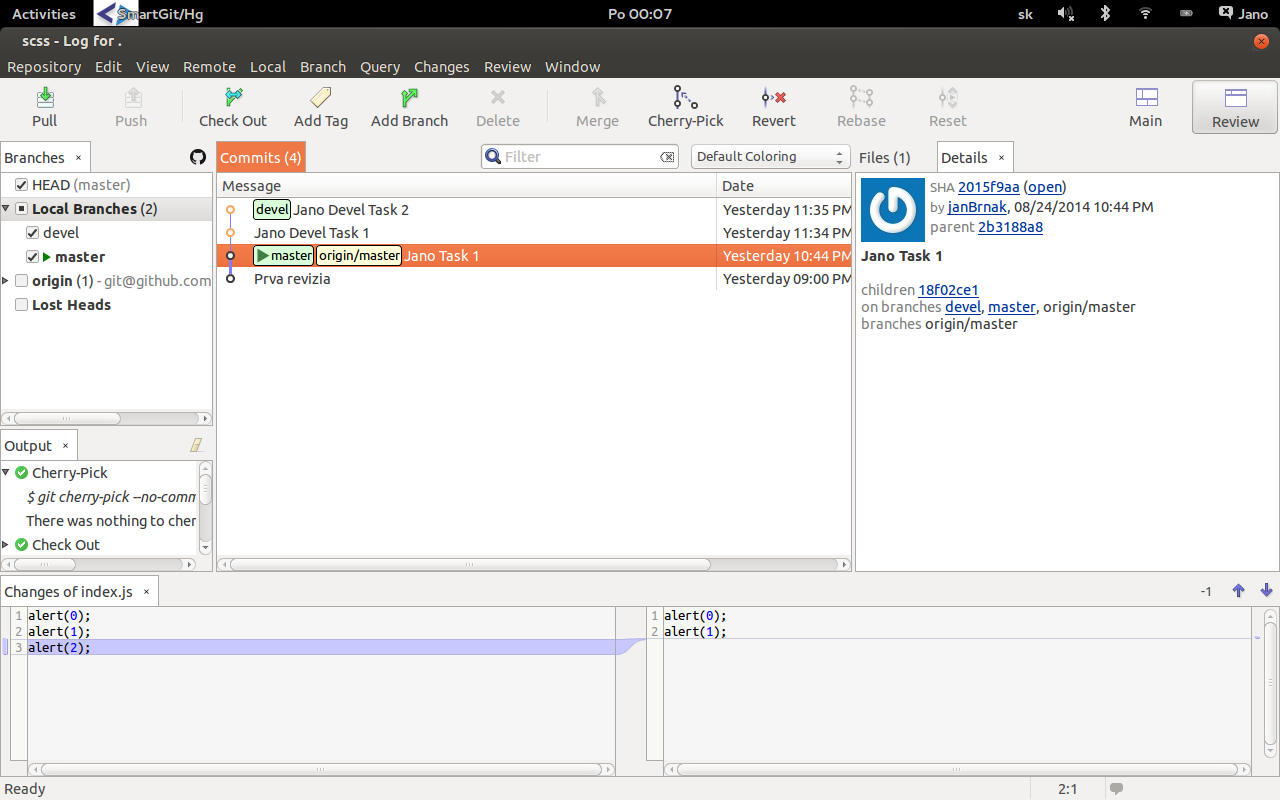 Activities SmartGit/Hg Po 00:07 sk Jano
scss - Log for .
Repository Edit View Remote Local Branch Query Changes Review Window
Pull Push Check Out Add Tag Add Branch Delete Merge Cherry-Pick Revert Rebase Reset Main Review
Branches
HEAD (master)
Local Branches (2)
devel
master
origin (1) - git@github.com
Lost Heads
Output
Cherry-Pick
$ git cherry-pick --no-comm
There was nothing to cher
Check Out
Commits (4) Filter Default Coloring
Message Date
devel Jano Devel Task 2 Yesterday 11:35 PM
Jano Devel Task 1 Yesterday 11:34 PM
master origin/master Jano Task 1 Yesterday 10:44 PM
Prva revizia Yesterday 09:00 PM
Files (1) Details
SHA 2015f9aa (open)
by janBrnak, 08/24/2014 10:44 PM
parent 2b3188a8
Jano Task 1
children 18f02ce1
on branches devel, master, origin/master
branches origin/master
Changes of index.js -1
1 alert(0);
2 alert(1);
3 alert(2);
1 alert(0);
2 alert(1);
Ready 2:1